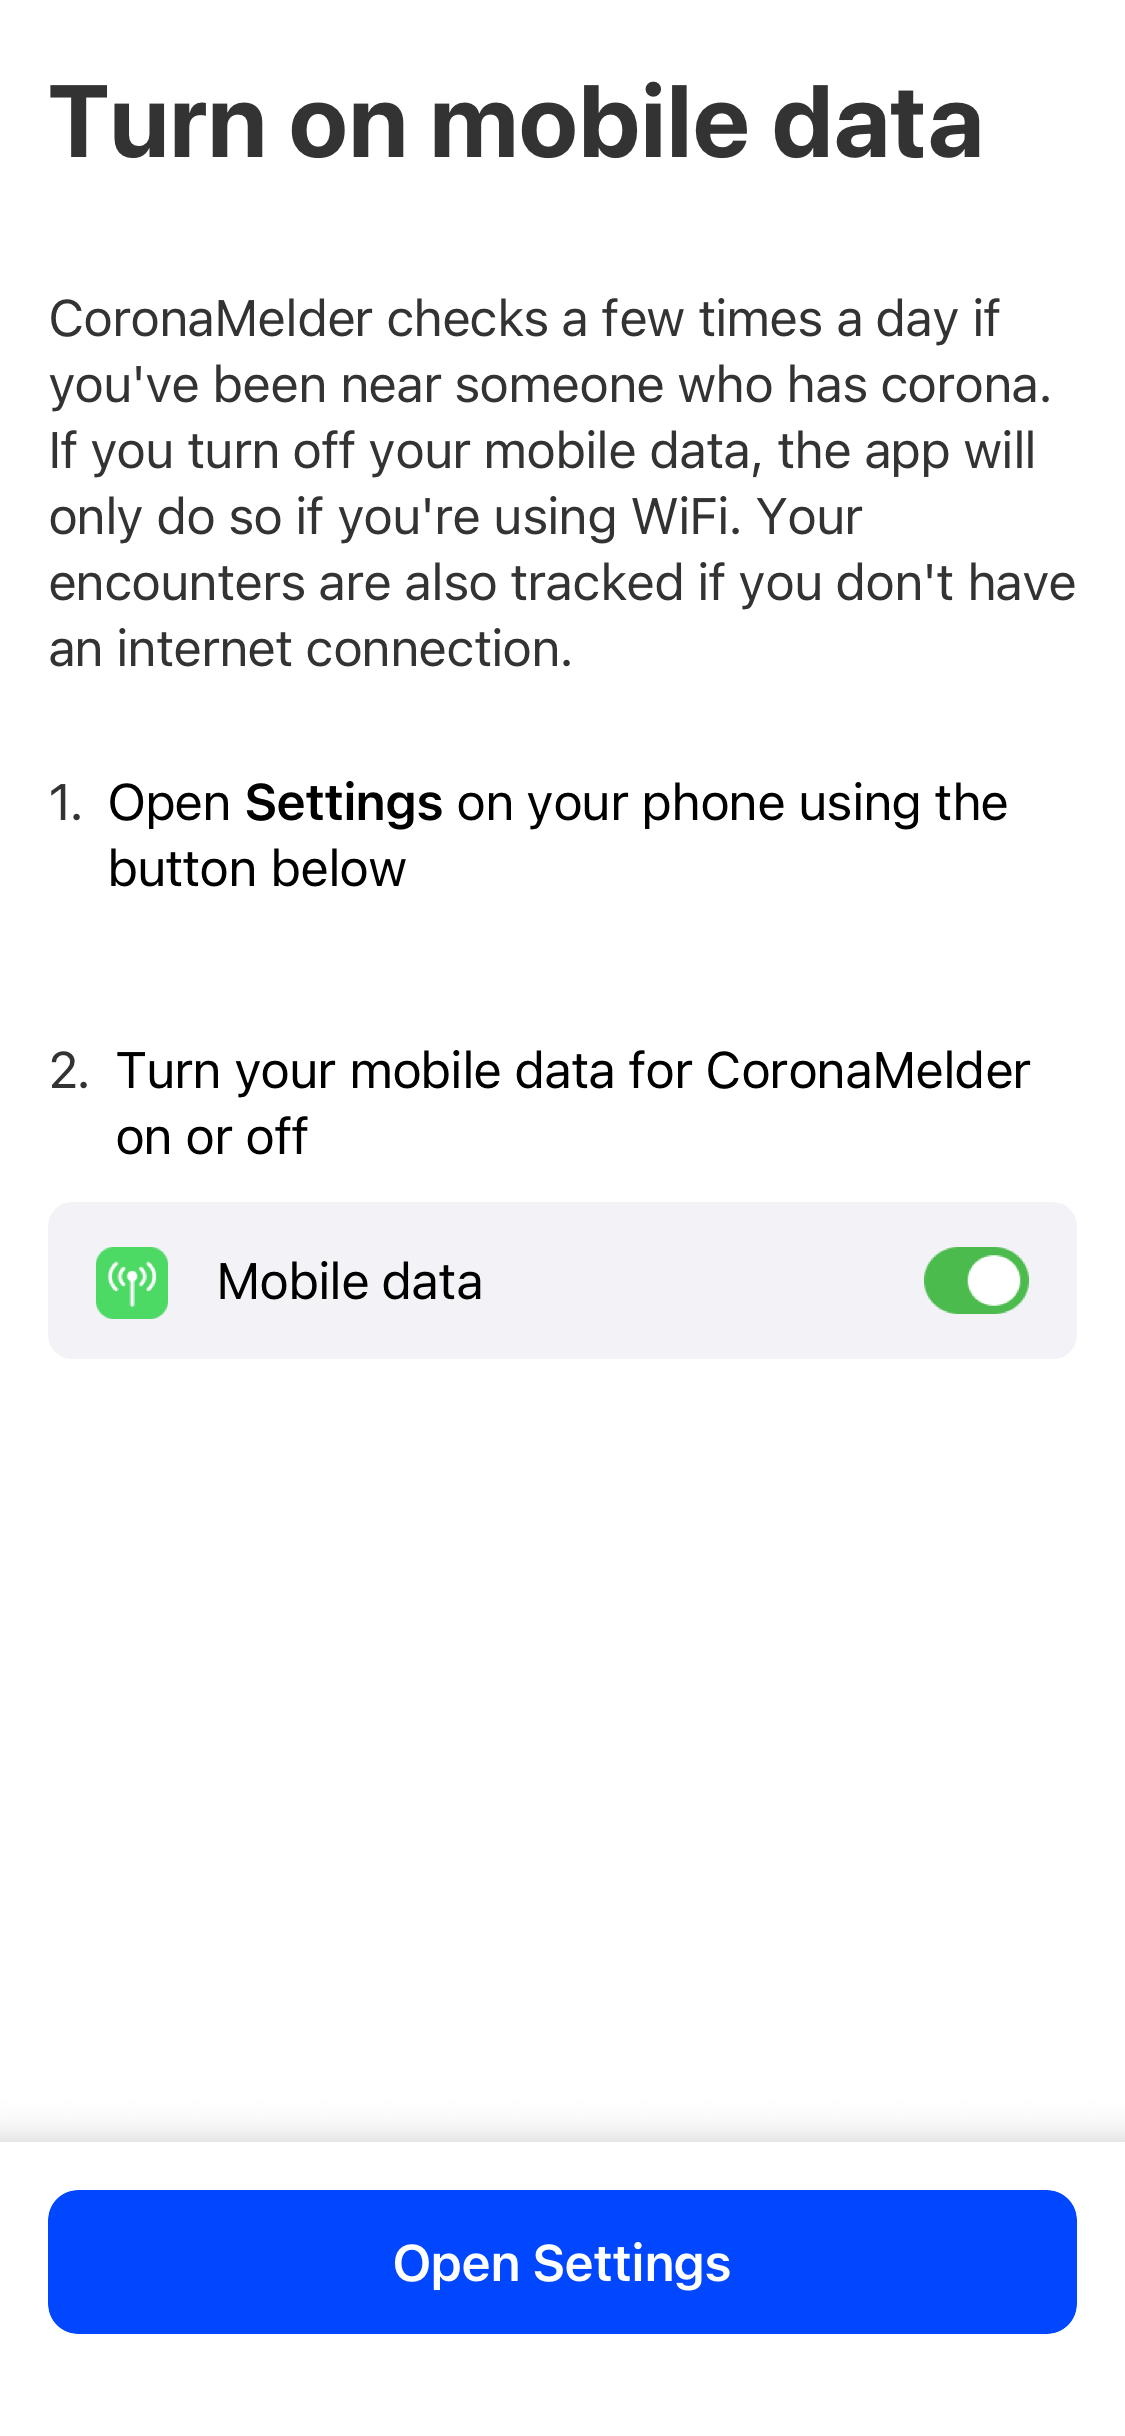 Turn on mobile data
CoronaMelder checks a few times a day if
you've been near someone who has corona.
If you turn off your mobile data, the app will
only do so if you're using WiFi. Your
encounters are also tracked if you don't have
an internet connection.
1. Open Settings on your phone using the
button below
2. Turn your mobile data for CoronaMelder
on or off
Mobile data
Open Settings